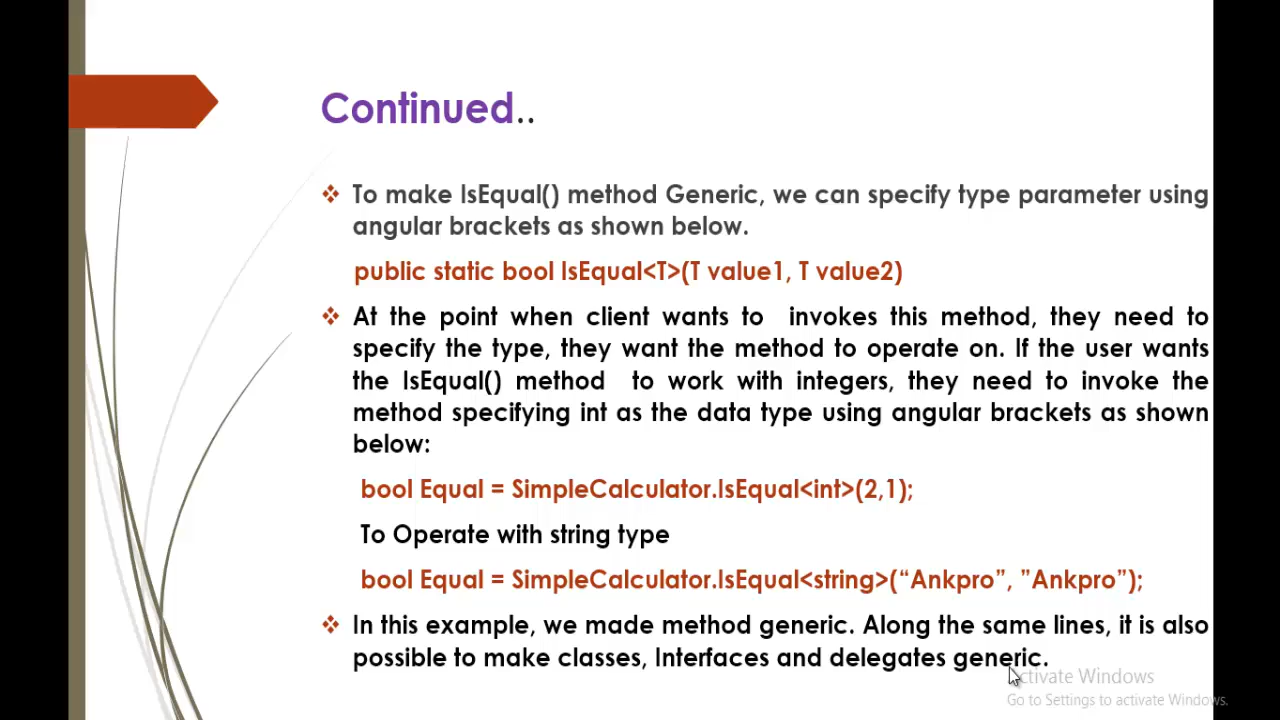 Continued..
To make IsEqual() method Generic, we can specify type parameter using
angular brackets as shown below.
public static bool IsEqual<T>(T value1, T value2)
At the point when client wants to invokes this method, they need to
specify the type, they want the method to operate on. If the user wants
the IsEqual() method to work with integers, they need to invoke the
method specifying int as the data type using angular brackets as shown
below:
bool Equal = SimpleCalculator.IsEqual<int>(2,1);
To Operate with string type
bool Equal = SimpleCalculator.IsEqual<string>(“Ankpro”, ”Ankpro”);
In this example, we made method generic. Along the same lines, it is also
possible to make classes, Interfaces and delegates generic.
Activate Windows
Go to Settings to activate Windows.